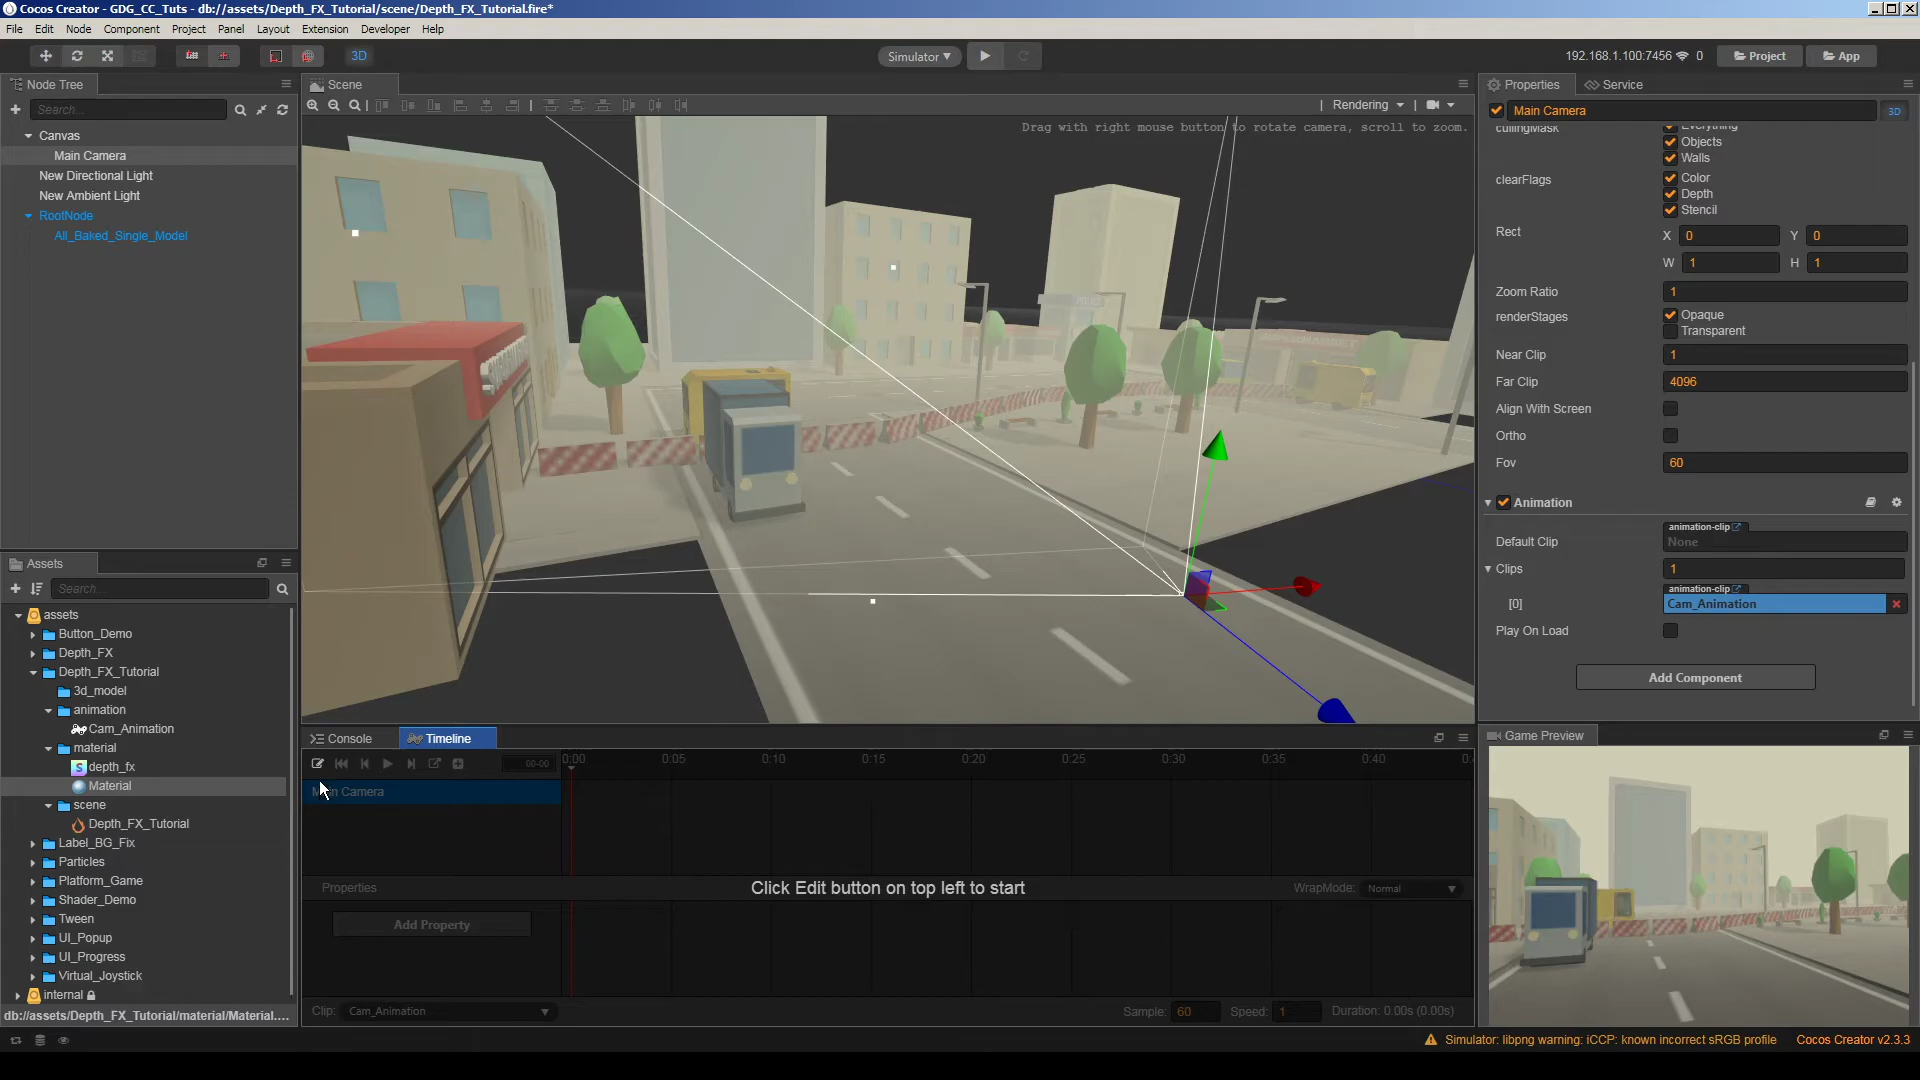 Cocos Creator - GDG_CC_Tuts - db://assets/Depth_FX_Tutorial/scene/Depth_FX_Tutorial.fire*
File Edit Node Component Project Panel Layout Extension Developer Help
3D
Simulator
192.168.1.100:7456 0
Project
App
Node Tree
Search...
Canvas
Main Camera
New Directional Light
New Ambient Light
RootNode
All_Baked_Single_Model
Scene
Rendering
Drag with right mouse button to rotate camera, scroll to zoom.
Properties
Service
Main Camera
3D
cullingMask
Everything
Objects
Walls
clearFlags
Color
Depth
Stencil
Rect
X 0 Y 0
W 1 H 1
Zoom Ratio 1
renderStages
Opaque
Transparent
Near Clip 1
Far Clip 4096
Align With Screen
Ortho
Fov 60
Animation
animation-clip
Default Clip None
Clips 1
animation-clip
[0] Cam_Animation
Play On Load
Add Component
Assets
Search...
assets
Button_Demo
Depth_FX
Depth_FX_Tutorial
3d_model
animation
Cam_Animation
material
depth_fx
Material
scene
Depth_FX_Tutorial
Label_BG_Fix
Particles
Platform_Game
Shader_Demo
Tween
UI_Popup
UI_Progress
Virtual_Joystick
internal
db://assets/Depth_FX_Tutorial/material/Material....
Console
Timeline
00-00
0:00 0:05 0:10 0:15 0:20 0:25 0:30 0:35 0:40
Main Camera
Properties
Click Edit button on top left to start
WrapMode: Normal
Add Property
Clip: Cam_Animation
Sample: 60 Speed: 1 Duration: 0.00s (0.00s)
Game Preview
Simulator: libpng warning: iCCP: known incorrect sRGB profile
Cocos Creator v2.3.3